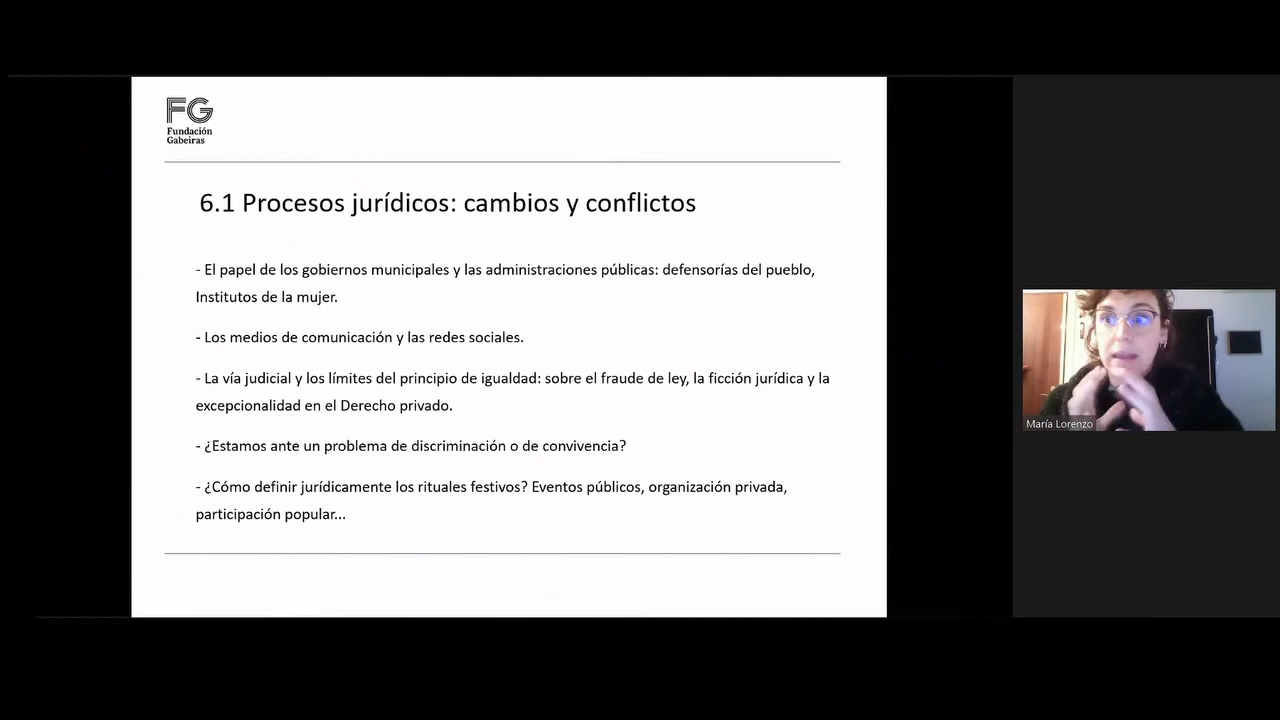 FG
Fundación
Gabeiras
6.1 Procesos jurídicos: cambios y conflictos
- El papel de los gobiernos municipales y las administraciones públicas: defensorías del pueblo,
Institutos de la mujer.
- Los medios de comunicación y las redes sociales.
- La vía judicial y los límites del principio de igualdad: sobre el fraude de ley, la ficción jurídica y la
excepcionalidad en el Derecho privado.
- ¿Estamos ante un problema de discriminación o de convivencia?
- ¿Cómo definir jurídicamente los rituales festivos? Eventos públicos, organización privada,
participación popular...
María Lorenzo